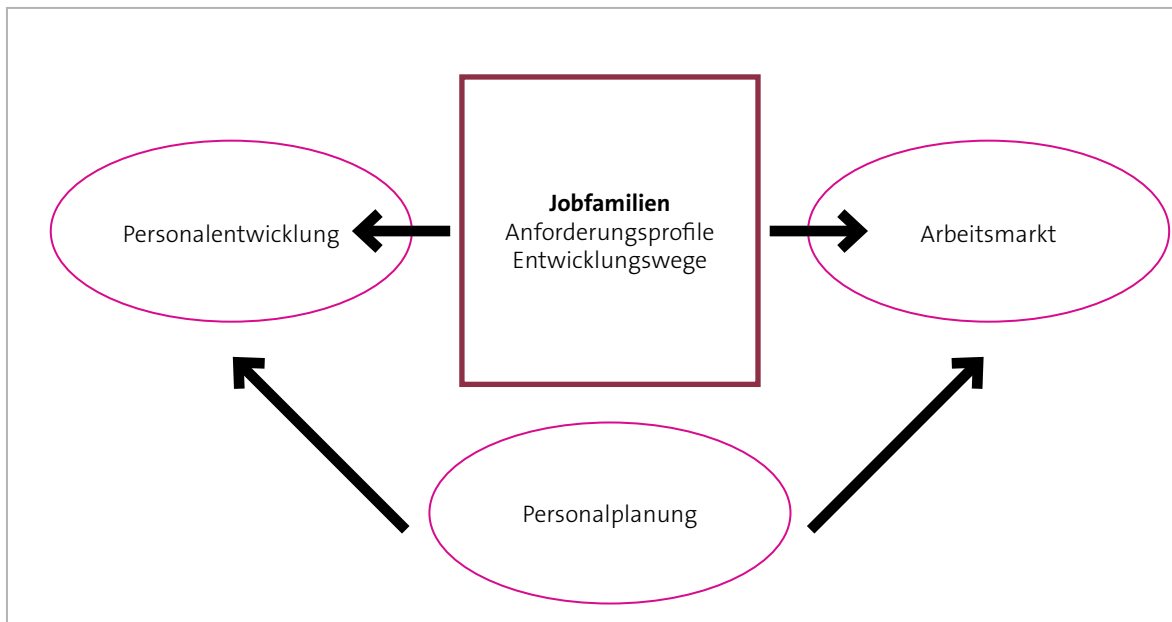 Jobfamilien
Anforderungsprofile
Entwicklungswege
Personalentwicklung
Arbeitsmarkt
Personalplanung